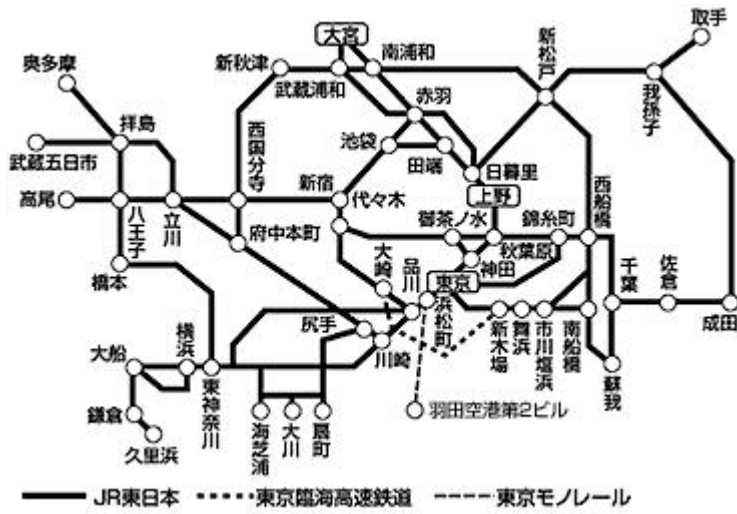 取手
大宮
新松戸
奥多摩
新秋津
南浦和
武蔵浦和
我孫子
赤羽
拝島
西国分寺
池袋
武蔵五日市
田端
日暮里
新宿
上野
西船橋
高尾
代々木
八王子
立川
御茶ノ水
錦糸町
府中本町
秋葉原
大崎
品川
神田
千葉
佐倉
橋本
東京
浜松町
成田
尻手
新木場
舞浜
市川塩浜
南船橋
横浜
川崎
大船
蘇我
東神奈川
鎌倉
羽田空港第2ビル
海芝浦
大川
扇町
久里浜
JR東日本
東京臨海高速鉄道
東京モノレール